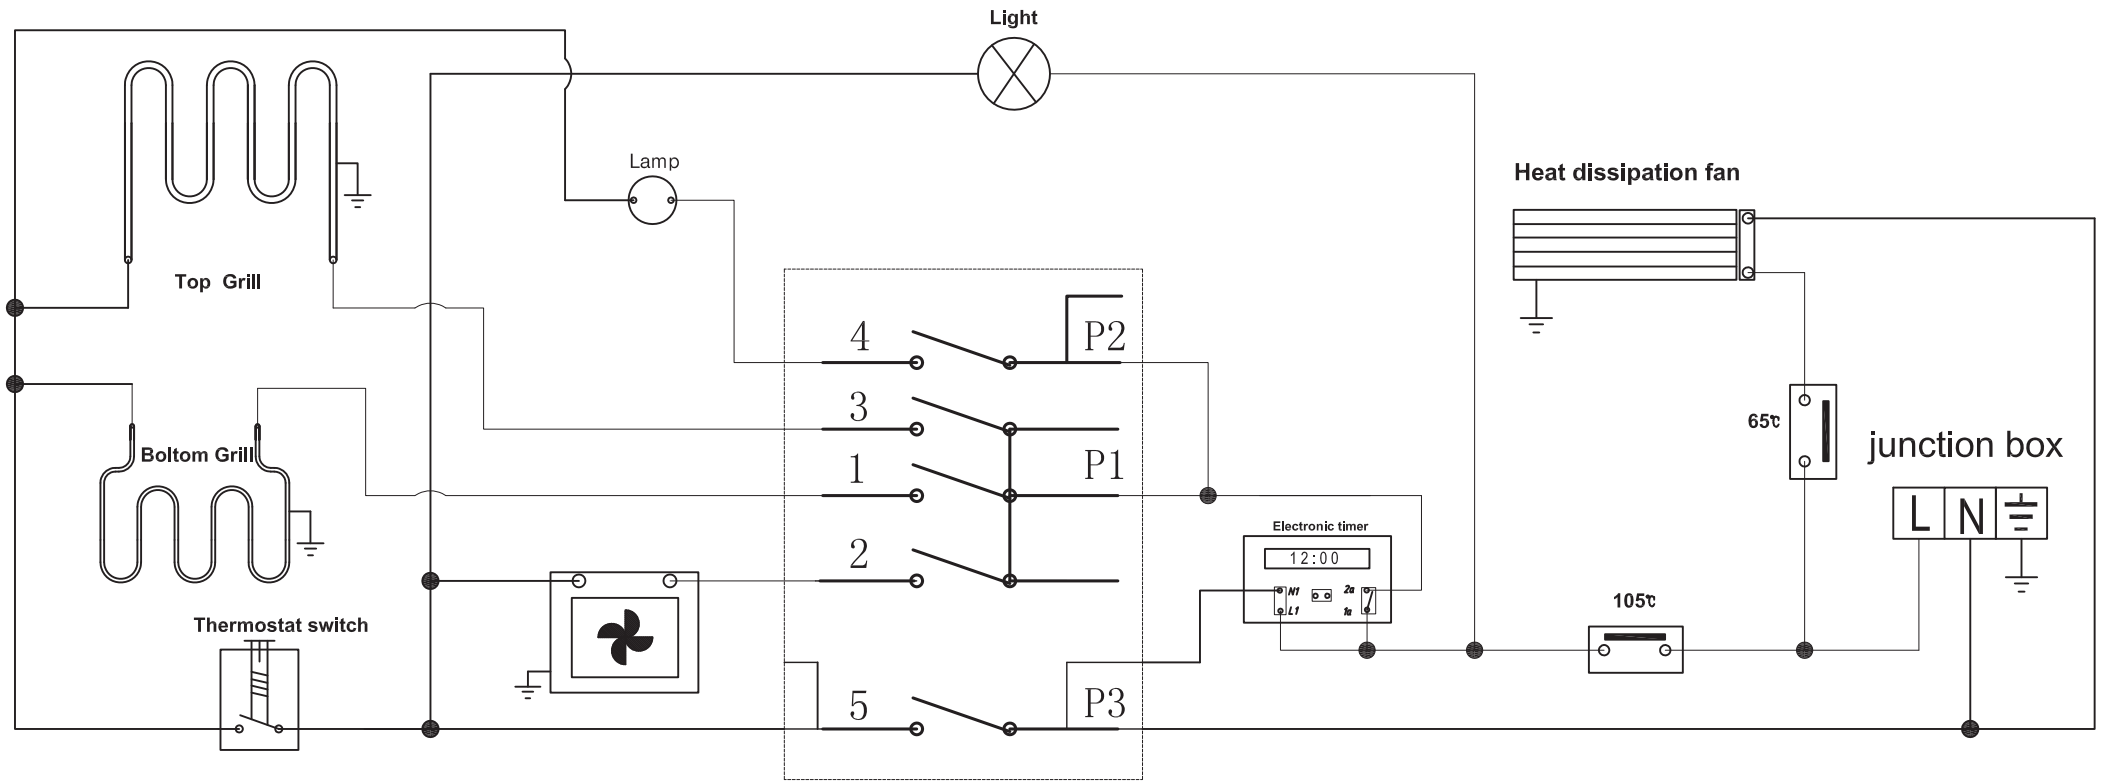 Light
Lamp
Heat dissipation fan
Top Grill
4
P2
3
65℃
junction box
Boltom Grill
1
P1
L N
Electronic timer
12:00
2
N1 2a
L1 1a
105℃
Thermostat switch
5
P3